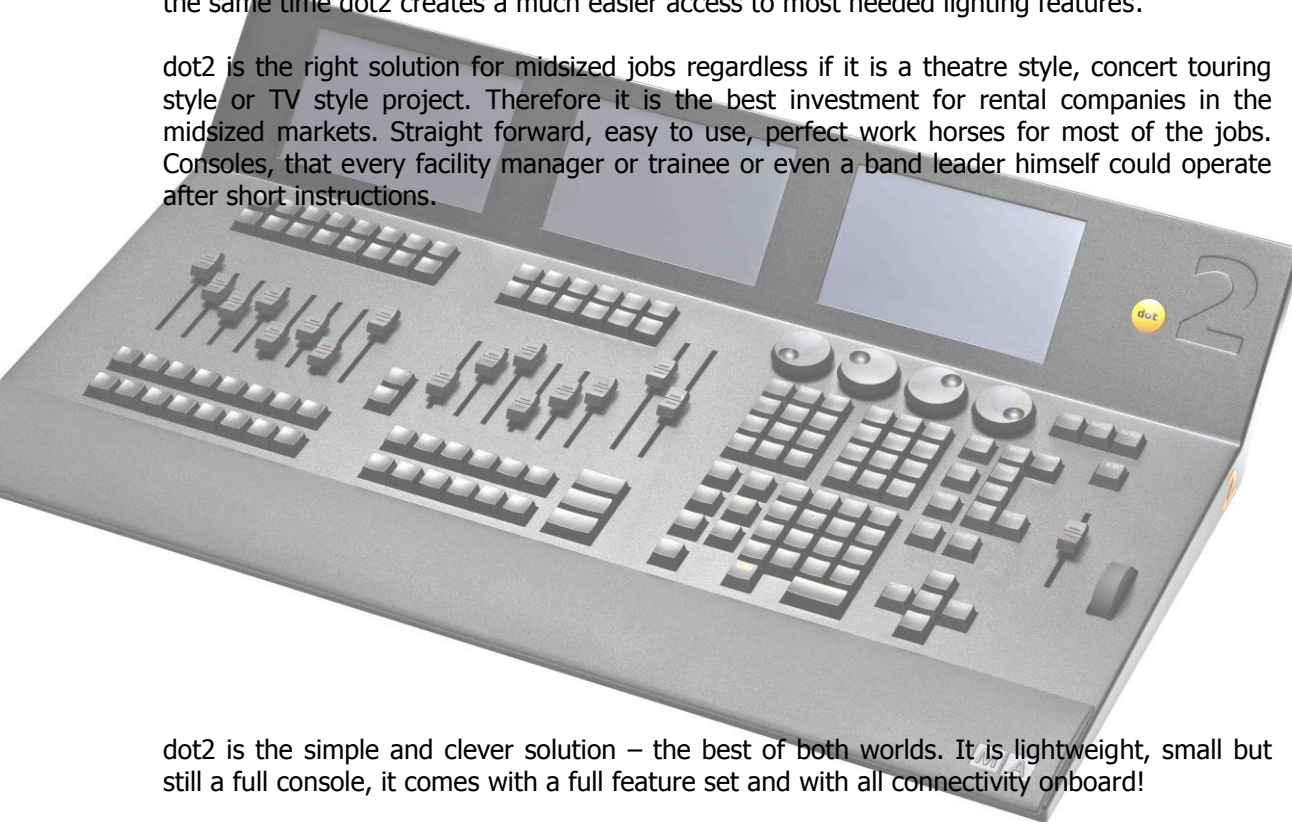 the same time dot2 creates a much easier access to most needed lighting features.
dot2 is the right solution for midsized jobs regardless if it is a theatre style, concert touring
style or TV style project. Therefore it is the best investment for rental companies in the
midsized markets. Straight forward, easy to use, perfect work horses for most of the jobs.
Consoles, that every facility manager or trainee or even a band leader himself could operate
after short instructions.
2
dot
dot2 is the simple and clever solution – the best of both worlds. It is lightweight, small but
still a full console, it comes with a full feature set and with all connectivity onboard!
MA